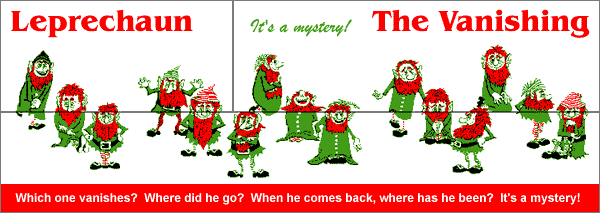 Leprechaun It's a mystery! The Vanishing
Which one vanishes? Where did he go? When he comes back, where has he been? It's a mystery!